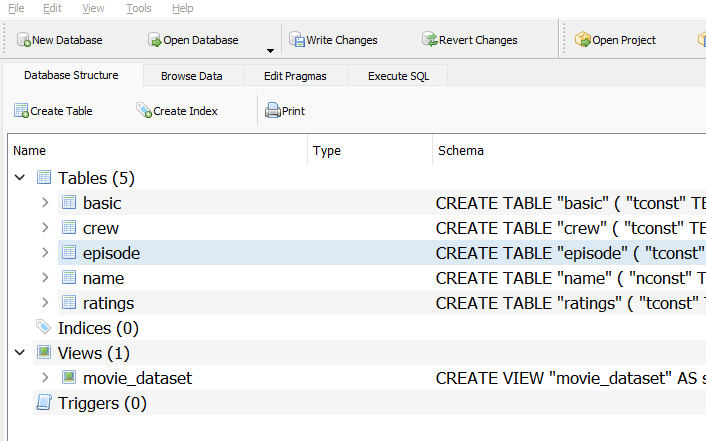 File Edit View Tools Help
New Database Open Database Write Changes Revert Changes Open Project
Database Structure Browse Data Edit Pragmas Execute SQL
Create Table Create Index Print
Name Type Schema
Tables (5)
basic CREATE TABLE "basic" ( "tconst" TE
crew CREATE TABLE "crew" ( "tconst" TE
episode CREATE TABLE "episode" ( "tconst"
name CREATE TABLE "name" ( "nconst" T
ratings CREATE TABLE "ratings" ( "tconst" T
Indices (0)
Views (1)
movie_dataset CREATE VIEW "movie_dataset" AS s
Triggers (0)